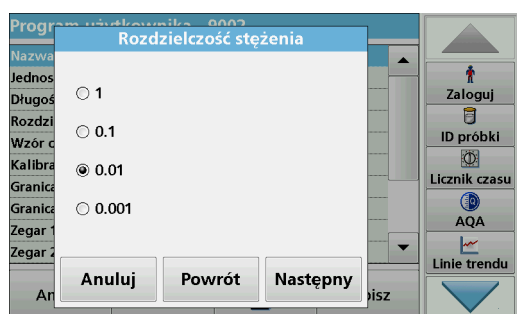 Program użytkownika 9002
Rozdzielczość stężenia
Nazwa
Jednos
Długoś
Rozdzi
Wzór
Kalibra
Granica
Granica
Zegar 1
Zegar 2
1
0.1
0.01
0.001
Anuluj
Powrót
Następny
An
pisz
Zaloguj
ID próbki
Licznik czasu
AQA
Linie trendu